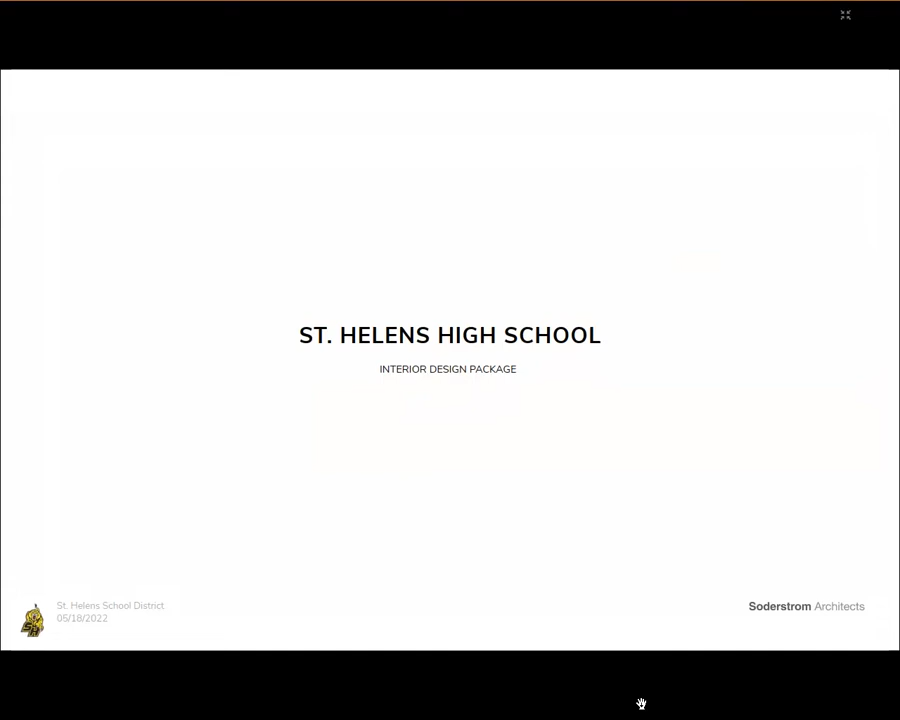 ST. HELENS HIGH SCHOOL
INTERIOR DESIGN PACKAGE
St. Helens School District
05/18/2022
Soderstrom Architects